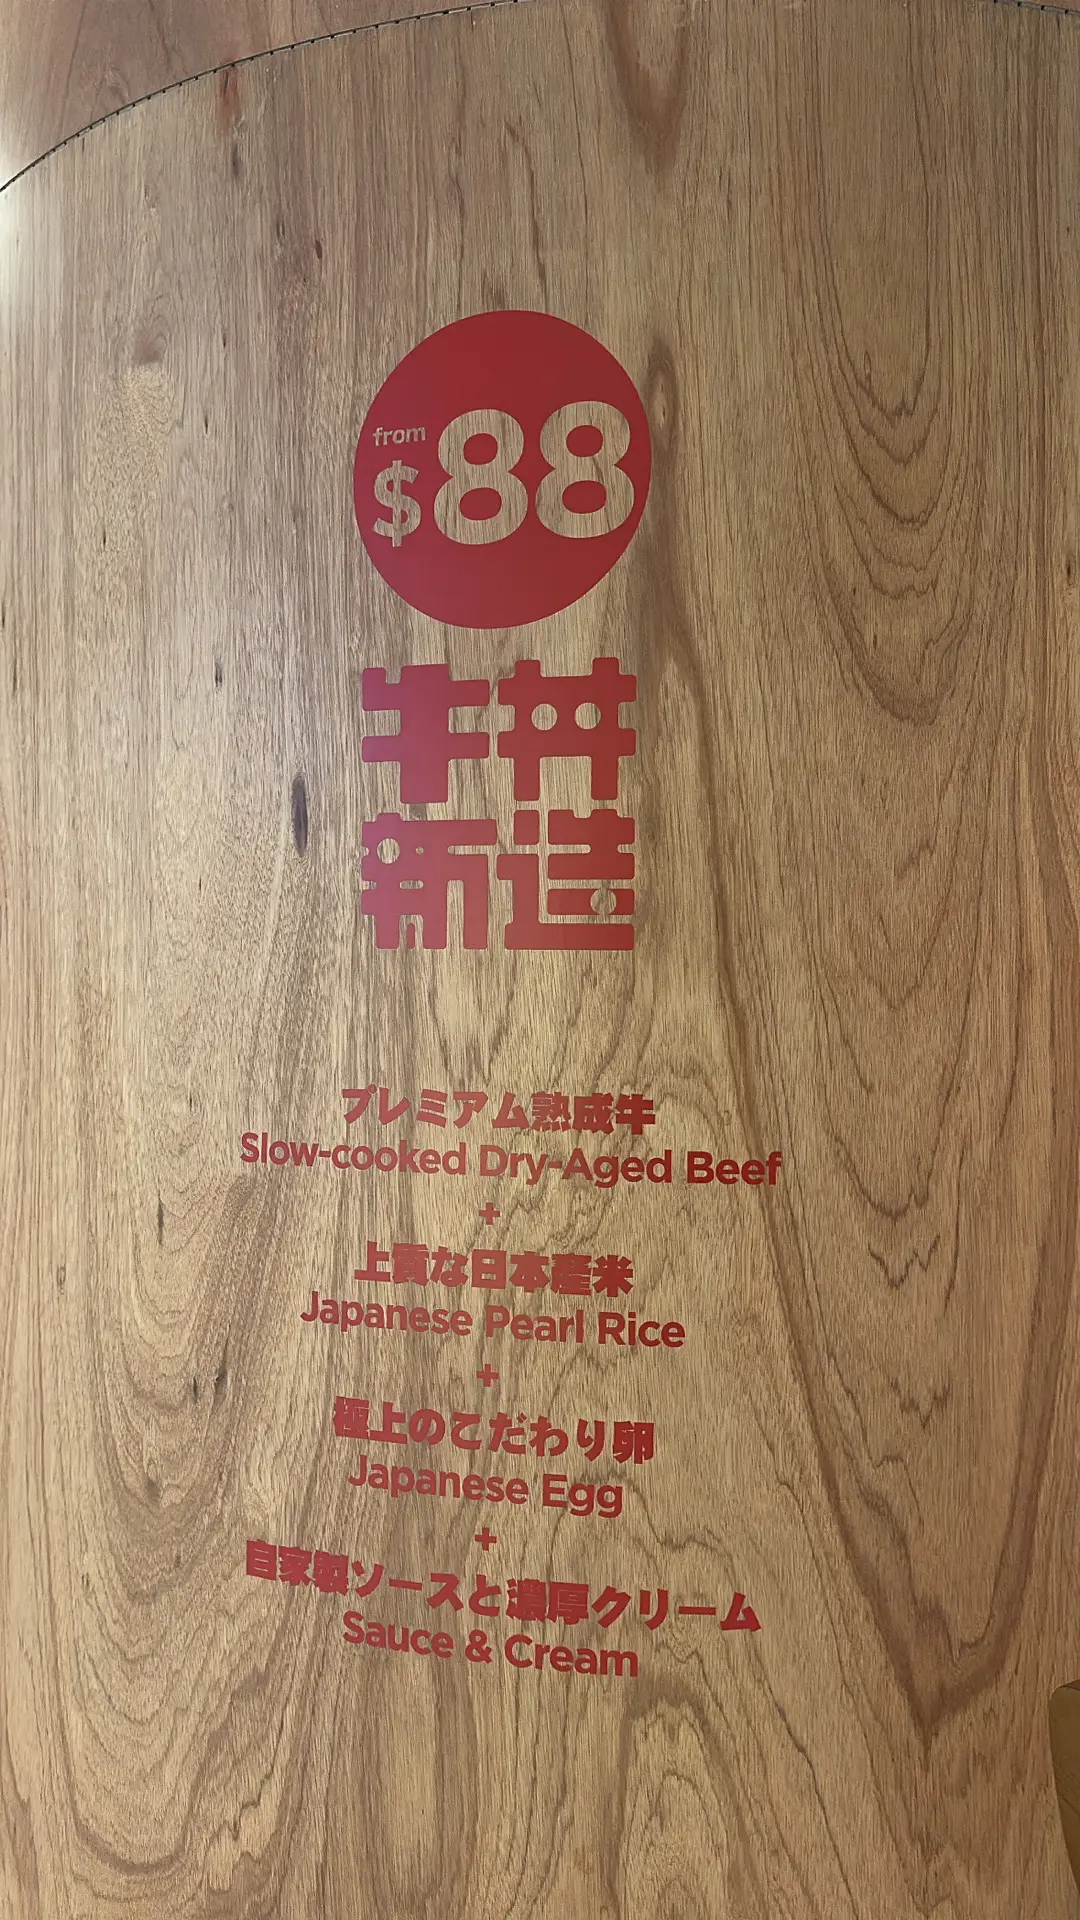 from
$88
牛丼
新造
プレミアム熟成牛
Slow-cooked Dry-Aged Beef
+
上質な日本産米
Japanese Pearl Rice
+
極上のこだわり卵
Japanese Egg
+
自家製ソースと濃厚クリーム
Sauce & Cream